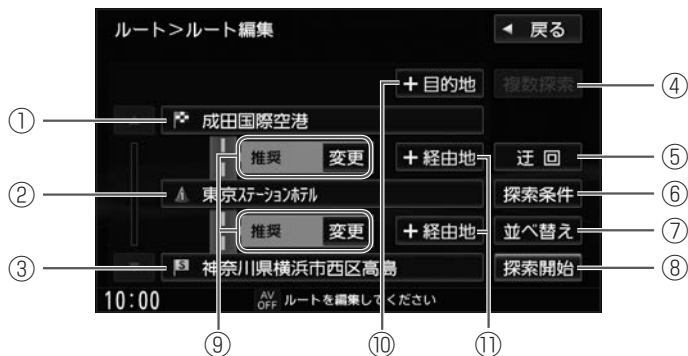 ルート>ルート編集 ◀ 戻る
⑩ ＋目的地 複数探索 ④
① 成田国際空港
推奨 変更 ＋経由地 迂回 ⑤
② 東京ステーションホテル 探索条件 ⑥
推奨 変更 ＋経由地 並べ替え ⑦
③ S 神奈川県横浜市西区高島 探索開始 ⑧
10:00 AV OFF ルートを編集してください
⑨ ⑩ ⑪